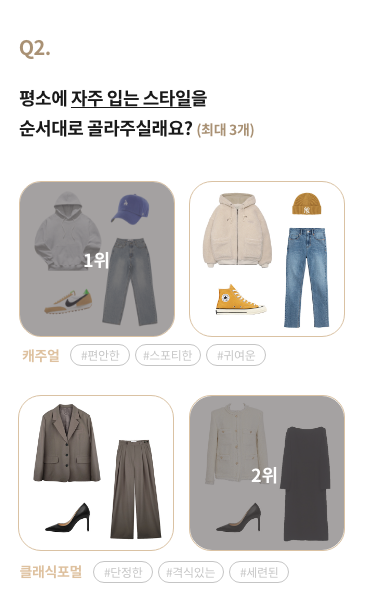 Q2.
평소에 자주 입는 스타일을
순서대로 골라주실래요? (최대 3개)
1위
캐주얼 #편안한 #스포티한 #귀여운
2위
클래식포멀 #단정한 #격식있는 #세련된